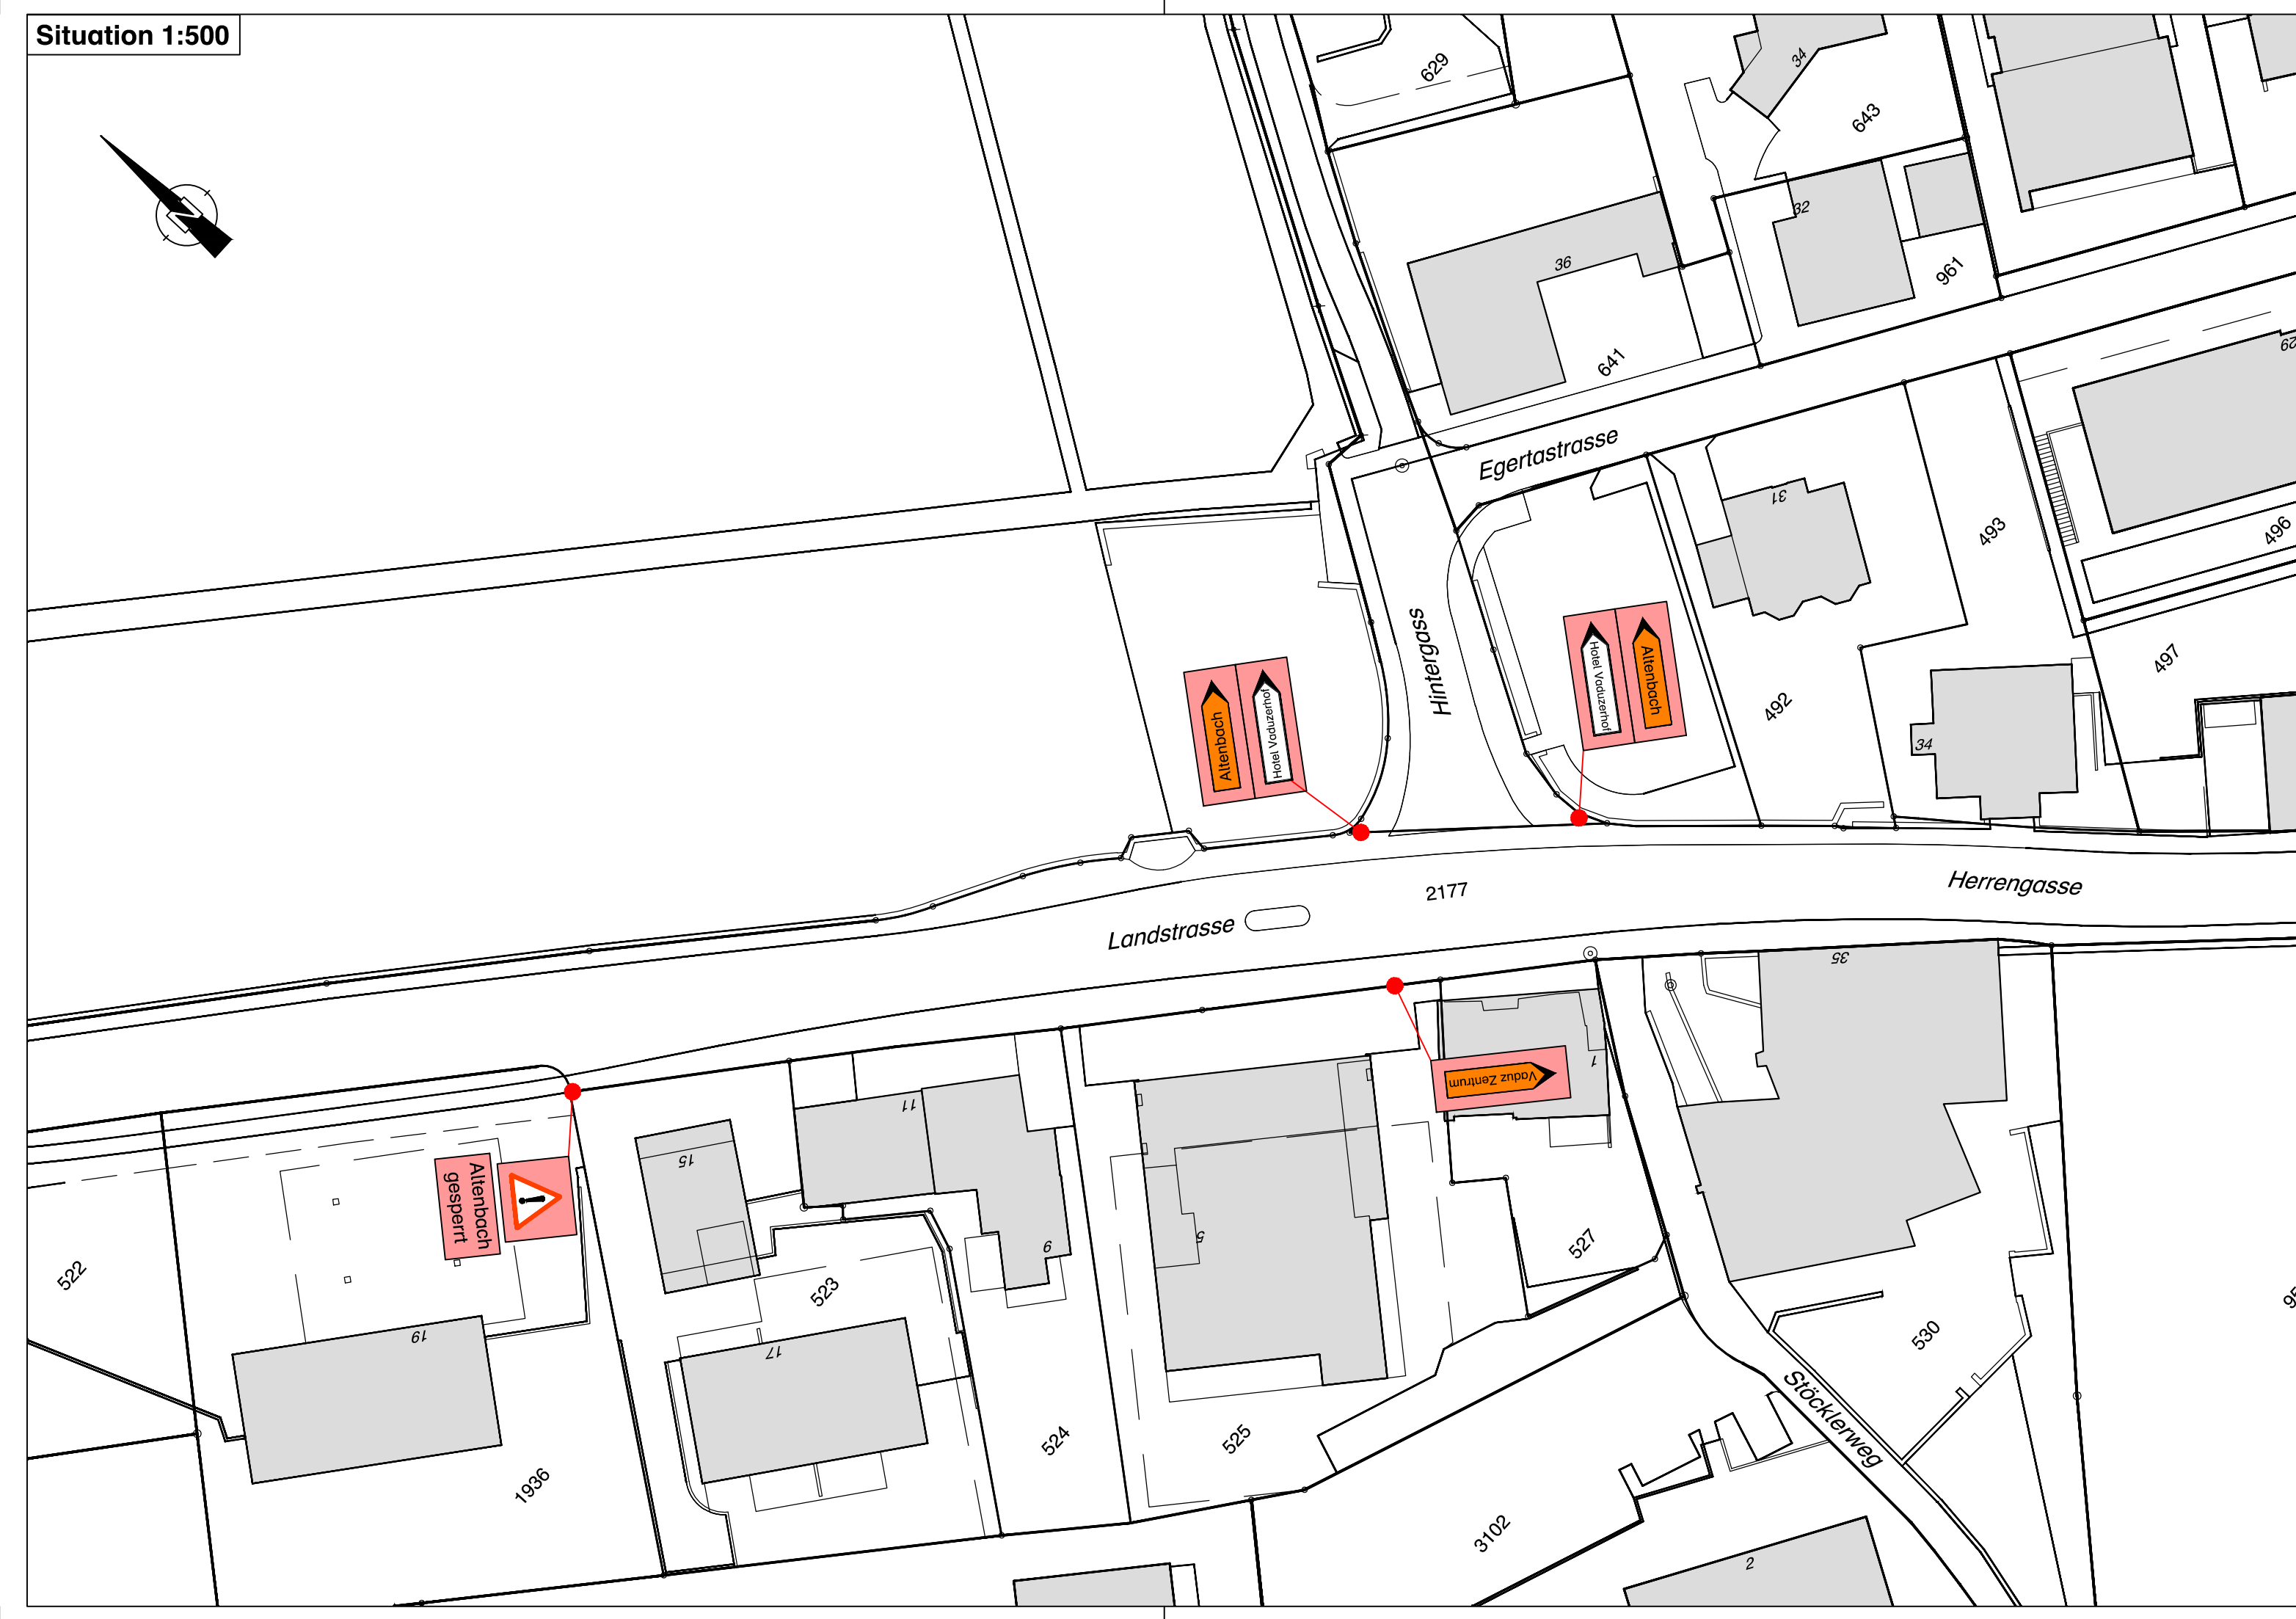 Situation 1:500
N
629
34
643
32
36
961
641
29
Egertastrasse
31
493
496
Hintergass
Altenbach
Hotel Vaduzerhof
Hotel Vaduzerhof
Altenbach
492
497
34
2177
Herrengasse
Landstrasse
35
Vaduz Zentrum
1
Altenbach
gesperrt
!
15
11
9
5
522
523
527
19
17
530
524
525
1936
Stöcklerweg
3102
2